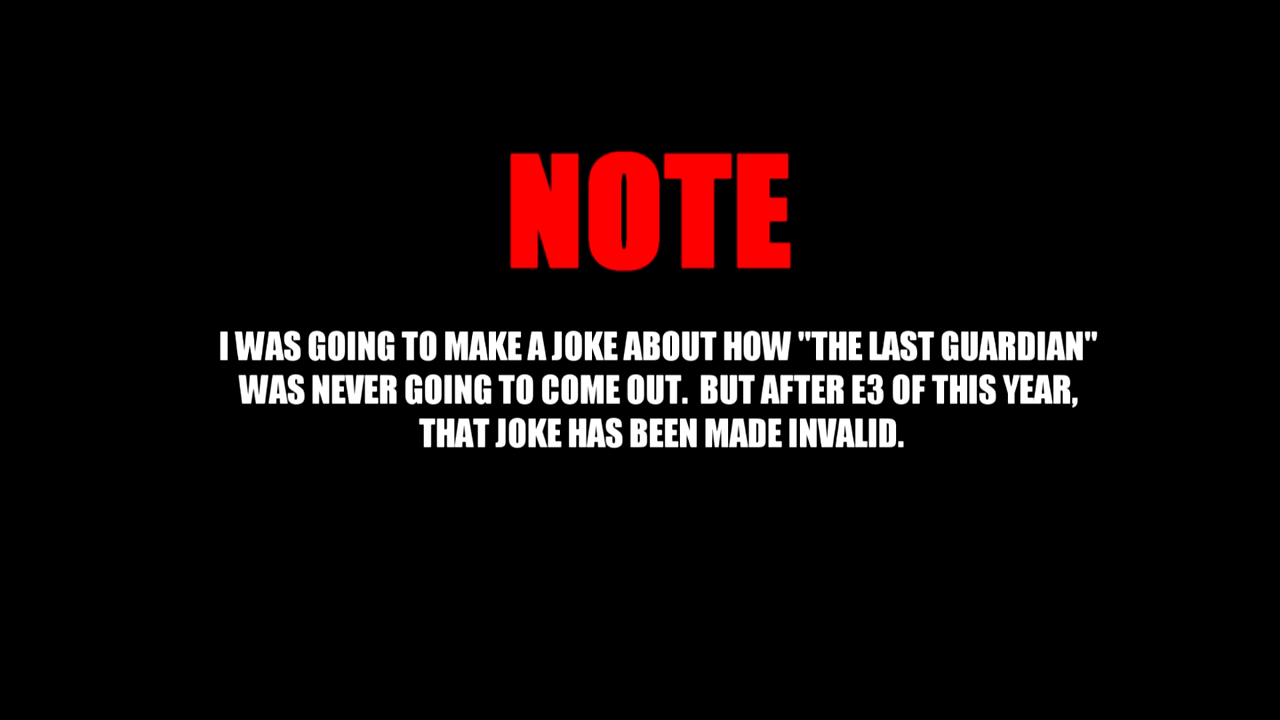 NOTE
I WAS GOING TO MAKE A JOKE ABOUT HOW "THE LAST GUARDIAN"
WAS NEVER GOING TO COME OUT.  BUT AFTER E3 OF THIS YEAR,
THAT JOKE HAS BEEN MADE INVALID.